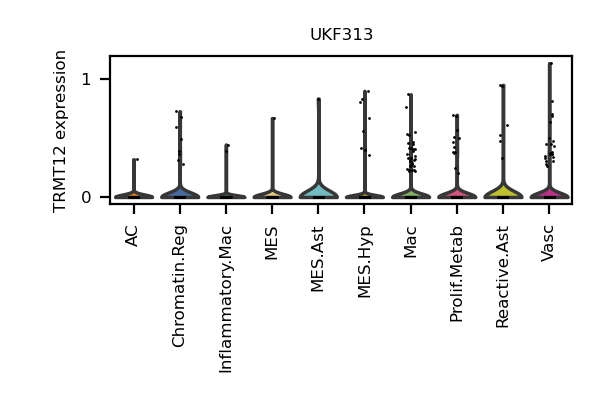 UKF313
TRMT12 expression
1
0
AC
Chromatin.Reg
Inflammatory.Mac
MES
MES.Ast
MES.Hyp
Mac
Prolif.Metab
Reactive.Ast
Vasc